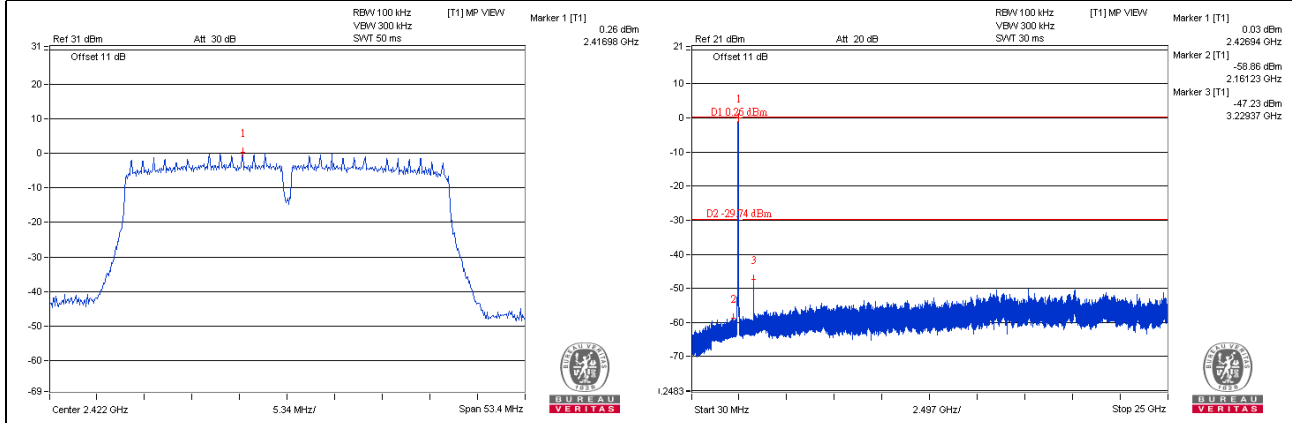 RBW 100 kHz [T1] MP VIEW
VBW 300 kHz
Ref 31 dBm Att 30 dB SWT 50 ms
Marker 1 [T1]
0.26 dBm
2.41698 GHz
Offset 11 dB
31
20
10
0
-10
-20
-30
-40
-50
-60
-69
1
Center 2.422 GHz 5.34 MHz/ Span 53.4 MHz
1828
BUREAU
VERITAS
RBW 100 kHz [T1] MP VIEW
VBW 300 kHz
Ref 21 dBm Att 20 dB SWT 30 ms
Marker 1 [T1]
0.03 dBm
2.42694 GHz
Marker 2 [T1]
-58.86 dBm
2.16123 GHz
Marker 3 [T1]
-47.23 dBm
3.22937 GHz
Offset 11 dB
21
10
0
-10
-20
-30
-40
-50
-60
-70
.2483
1
D1 0.26 dBm
D2 -29.74 dBm
3
2
Start 30 MHz 2.497 GHz/ Stop 25 GHz
BUREAU VERITAS
1828
BUREAU
VERITAS